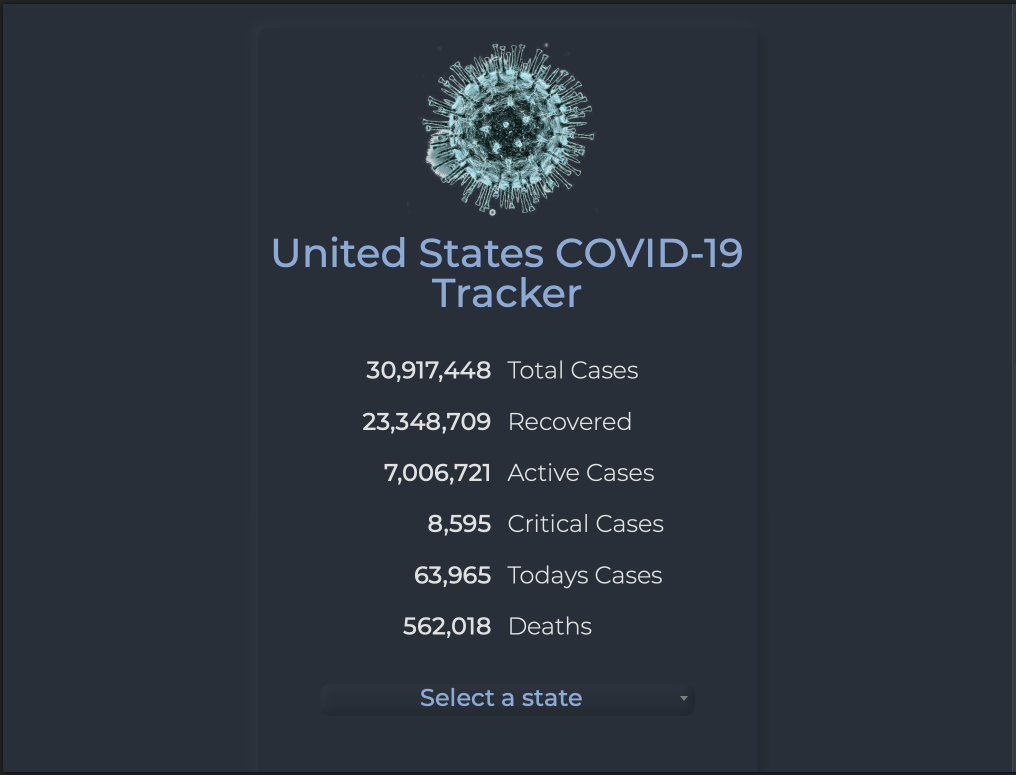 United States COVID-19
Tracker
30,917,448 Total Cases
23,348,709 Recovered
7,006,721 Active Cases
8,595 Critical Cases
63,965 Todays Cases
562,018 Deaths
Select a state